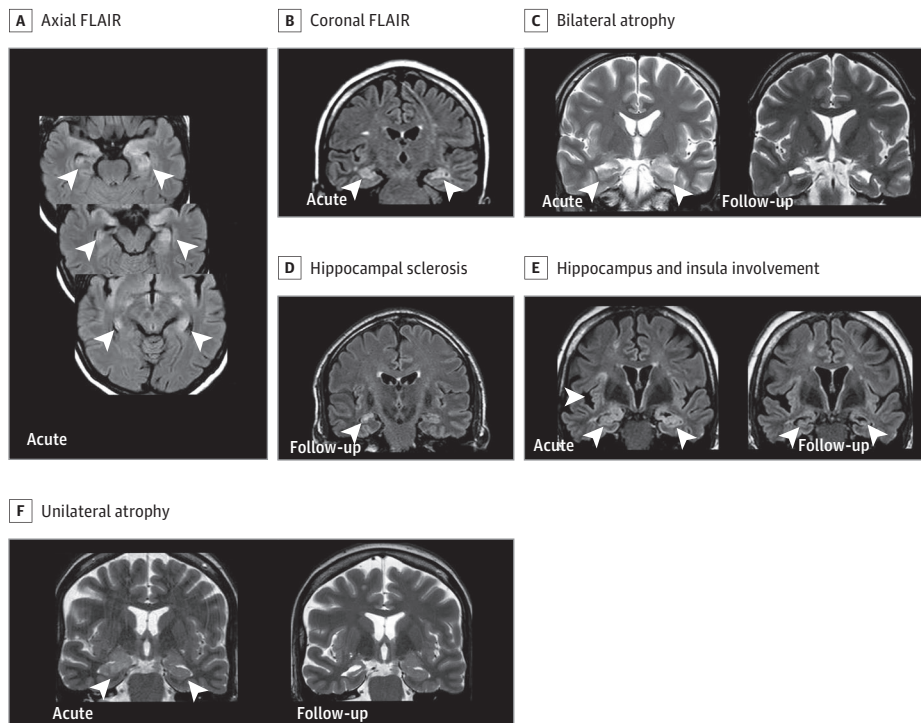 A Axial FLAIR
B Coronal FLAIR
C Bilateral atrophy
Acute
Acute
Acute Follow-up
D Hippocampal sclerosis
E Hippocampus and insula involvement
Follow-up
Acute Follow-up
F Unilateral atrophy
Acute Follow-up